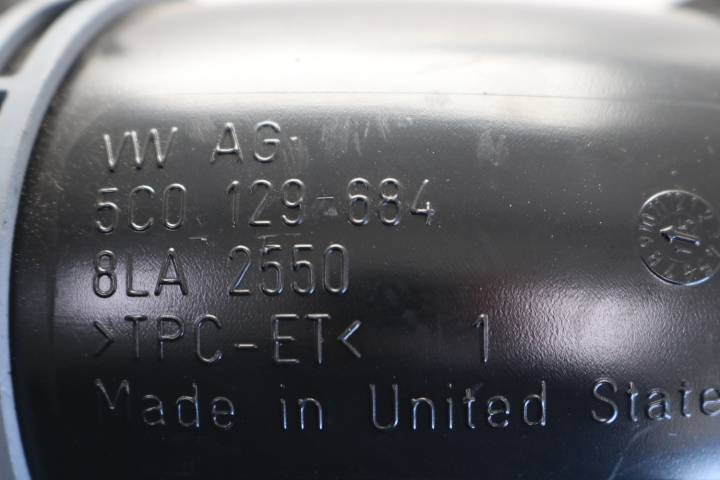 VW AG
5C0 129-684
8LA 2550
>TPC-ET< 1
Made in United State